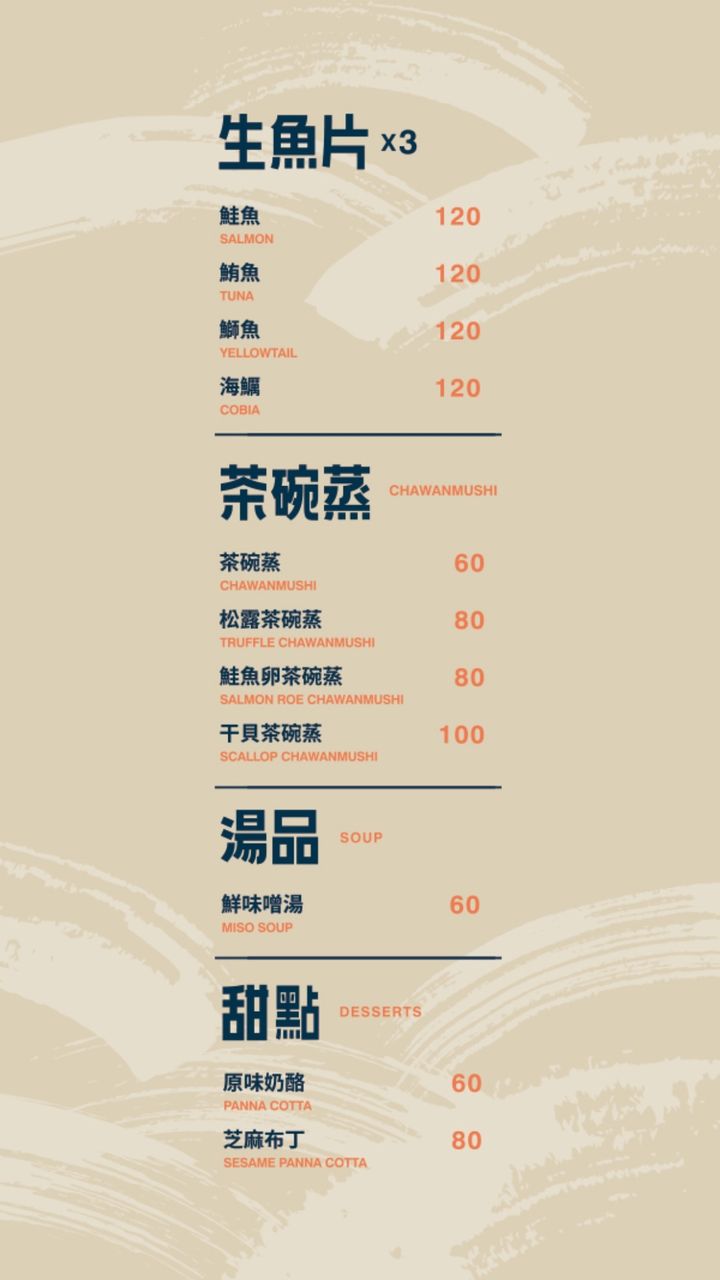 生魚片 x3
鮭魚 120
SALMON
鮪魚 120
TUNA
鰤魚 120
YELLOWTAIL
海鱺 120
COBIA
茶碗蒸 CHAWANMUSHI
茶碗蒸 60
CHAWANMUSHI
松露茶碗蒸 80
TRUFFLE CHAWANMUSHI
鮭魚卵茶碗蒸 80
SALMON ROE CHAWANMUSHI
干貝茶碗蒸 100
SCALLOP CHAWANMUSHI
湯品 SOUP
鮮味噌湯 60
MISO SOUP
甜點 DESSERTS
原味奶酪 60
PANNA COTTA
芝麻布丁 80
SESAME PANNA COTTA